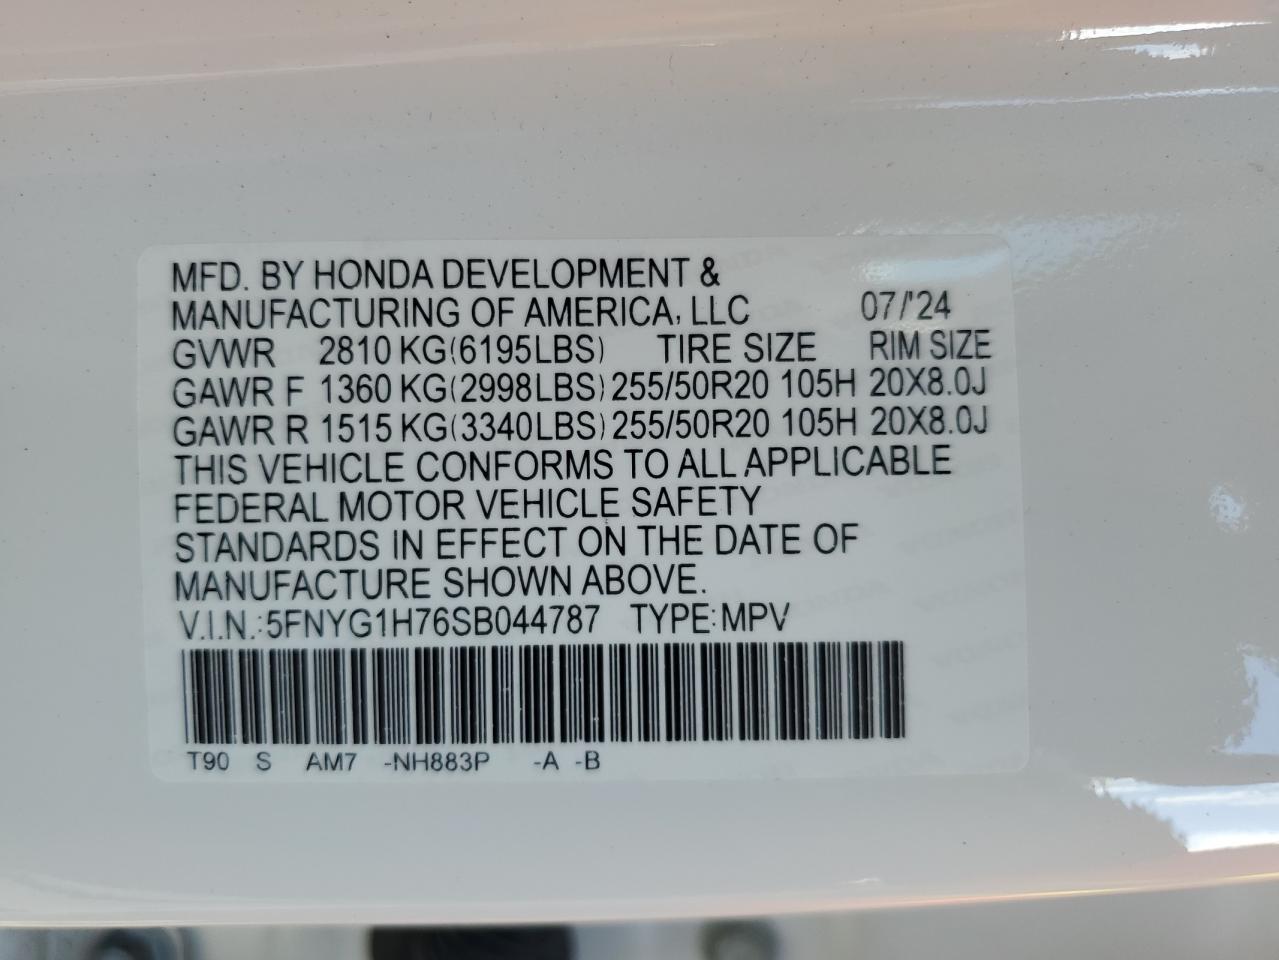 MFD. BY HONDA DEVELOPMENT &
MANUFACTURING OF AMERICA, LLC 07/'24
GVWR 2810 KG(6195LBS) TIRE SIZE RIM SIZE
GAWR F 1360 KG(2998LBS) 255/50R20 105H 20X8.0J
GAWR R 1515 KG(3340LBS) 255/50R20 105H 20X8.0J
THIS VEHICLE CONFORMS TO ALL APPLICABLE
FEDERAL MOTOR VEHICLE SAFETY
STANDARDS IN EFFECT ON THE DATE OF
MANUFACTURE SHOWN ABOVE.
V.I.N.:5FNYG1H76SB044787 TYPE:MPV
T90 S AM7 -NH883P -A -B